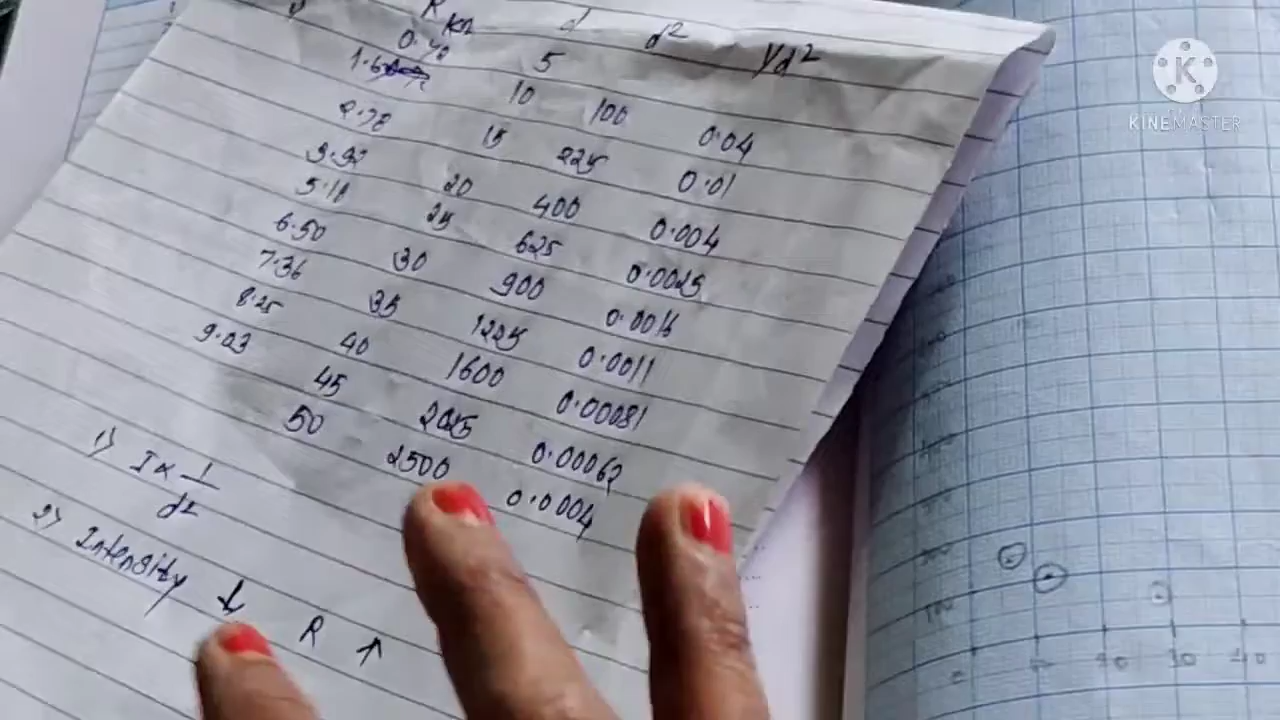 R KΩ d d² 1/d²
5
1.6 10 100 0.04
2.78 15 225 0.01
3.93 20 400 0.004
5.18 25 625 0.0025
6.50 30 900 0.0016
7.36 35 1225 0.0011
8.25 40 1600 0.00081
9.03 45 2025 0.00062
50 2500 0.0004
1) I ∝ 1/d²
2) Intensity ↓ R ↑
K
KINEMASTER
30 40